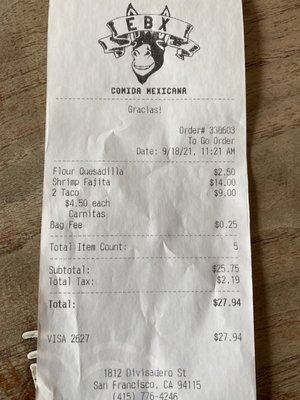 EBX
COMIDA MEXICANA
Gracias!
Order# 338603
To Go Order
Date: 9/18/21, 11:21 AM
Flour Quesadilla $2.50
Shrimp Fajita $14.00
2 Taco $9.00
$4.50 each
Carnitas
Bag Fee $0.25
Total Item Count: 5
Subtotal: $25.75
Total Tax: $2.19
Total: $27.94
VISA 2627 $27.94
1812 Divisadero St
San Francisco, CA 94115
(415) 776-4246